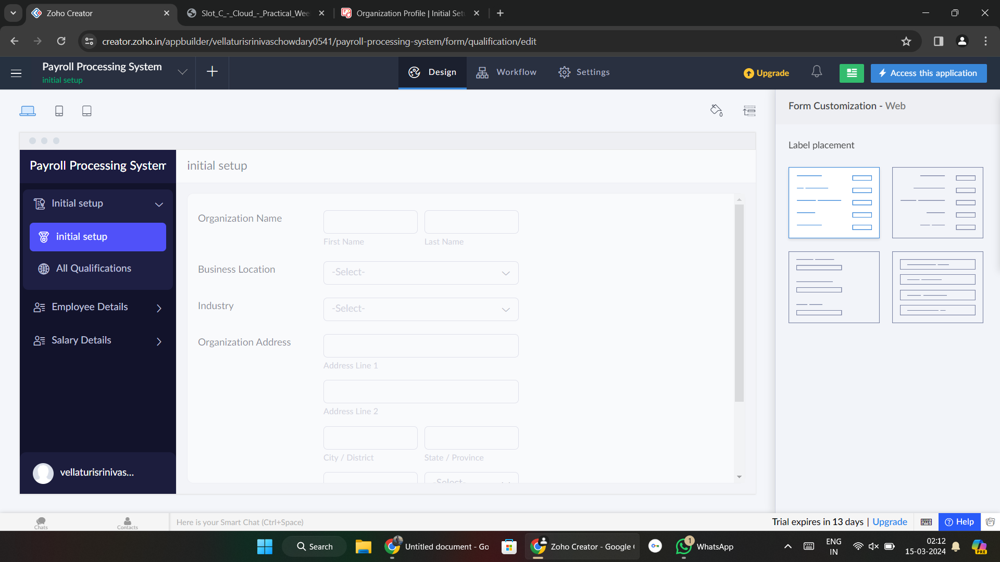 Zoho Creator
Slot_C_-_Cloud_-_Practical_Wee
Organization Profile | Initial Set
creator.zoho.in/appbuilder/vellaturisrinivaschowdary0541/payroll-processing-system/form/qualification/edit
Payroll Processing System
initial setup
Design
Workflow
Settings
Upgrade
Access this application
Form Customization - Web
Label placement
Payroll Processing System
initial setup
Initial setup
initial setup
All Qualifications
Employee Details
Salary Details
vellaturisrinivas...
Organization Name
First Name
Last Name
Business Location
-Select-
Industry
-Select-
Organization Address
Address Line 1
Address Line 2
City / District
State / Province
-Select-
Chats
Contacts
Here is your Smart Chat (Ctrl+Space)
Trial expires in 13 days | Upgrade
Help
Search
Untitled document - Go
Zoho Creator - Google
1
WhatsApp
ENG
IN
02:12
15-03-2024
PRE